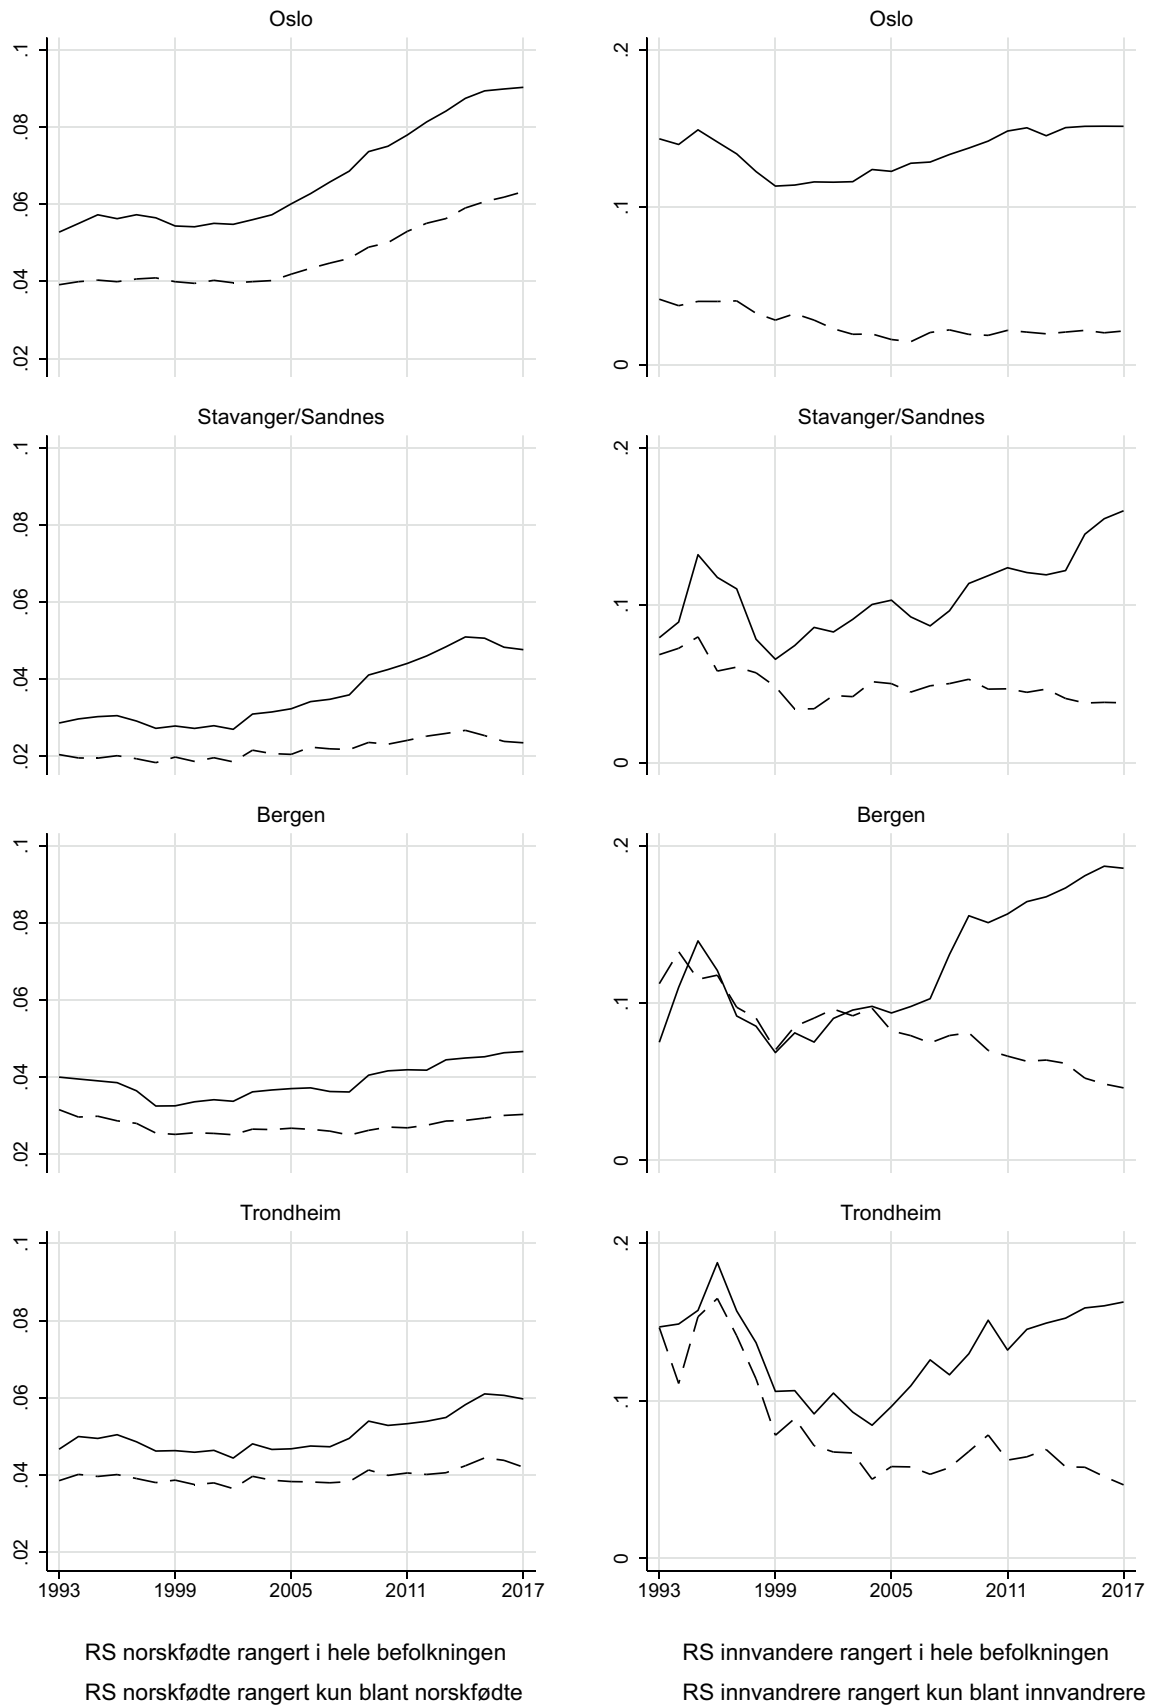 Oslo
.1
.08
.06
.04
.02
Oslo
.2
.1
0
Stavanger/Sandnes
.1
.08
.06
.04
.02
Stavanger/Sandnes
.2
.1
0
Bergen
.1
.08
.06
.04
.02
Bergen
.2
.1
0
Trondheim
.1
.08
.06
.04
.02
1993 1999 2005 2011 2017
Trondheim
.2
.1
0
1993 1999 2005 2011 2017
RS norskfødte rangert i hele befolkningen
RS norskfødte rangert kun blant norskfødte
RS innvandere rangert i hele befolkningen
RS innvandrere rangert kun blant innvandrere